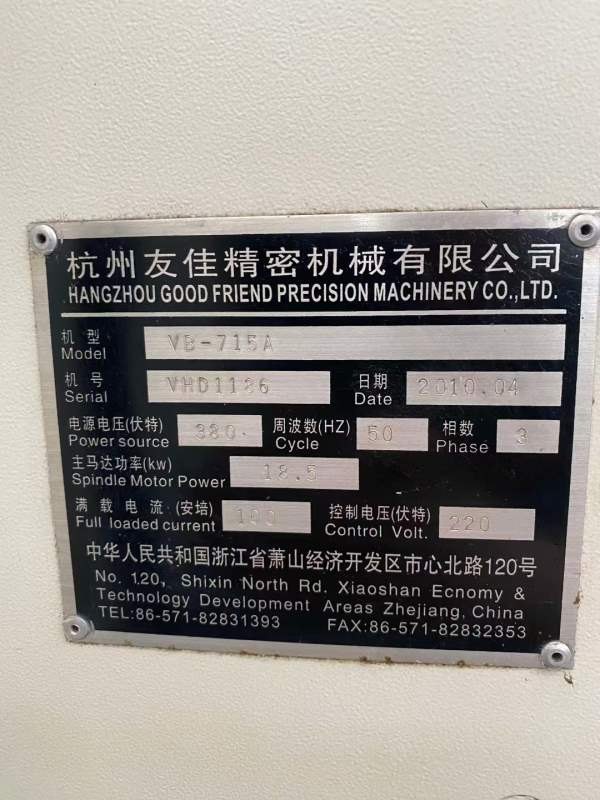 杭州友佳精密机械有限公司
HANGZHOU GOOD FRIEND PRECISION MACHINERY CO.,LTD.
机型 VB-715A
Model
机号 VHD1186 日期 2010.04
Serial Date
电源电压(伏特) 380 周波数(HZ) 50 相数 3
Power source Cycle Phase
主马达功率(kw) 18.5
Spindle Motor Power
满载电流(安培) 100 控制电压(伏特) 220
Full loaded current Control Volt.
中华人民共和国浙江省萧山经济开发区市心北路120号
No. 120, Shixin North Rd. Xiaoshan Ecnomy &
Technology Development Areas Zhejiang, China
TEL:86-571-82831393 FAX:86-571-82832353